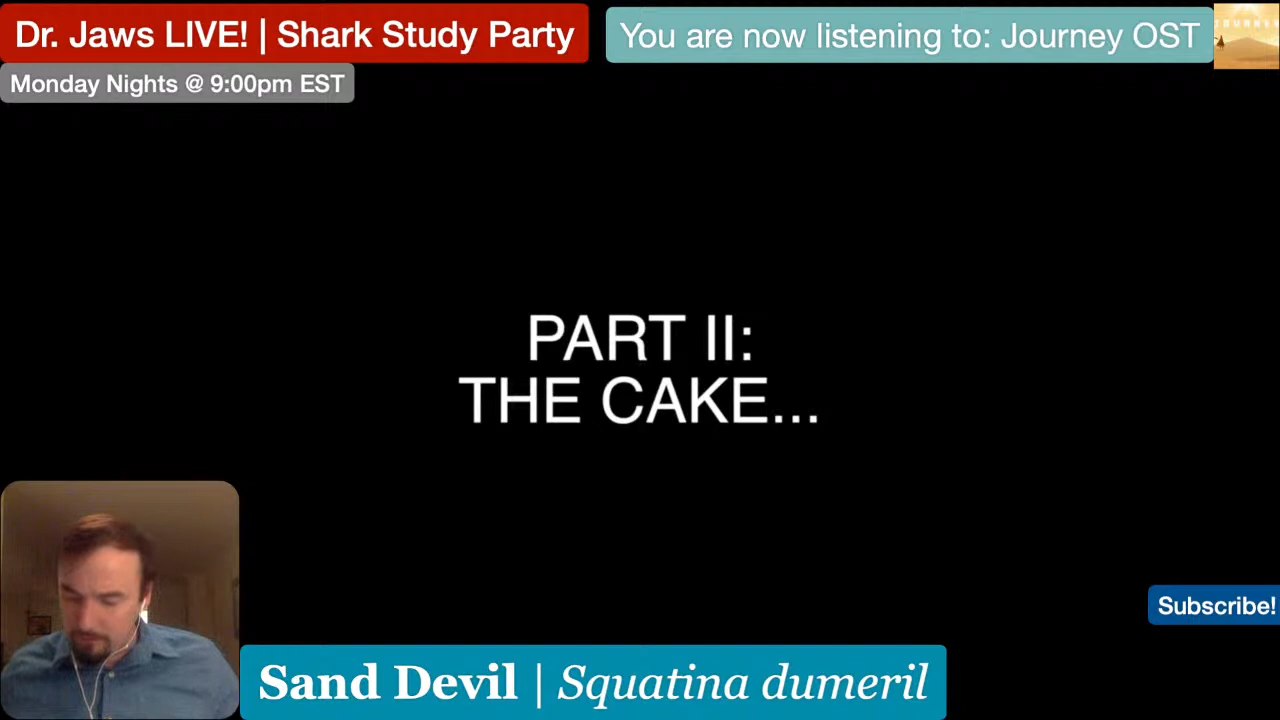 Dr. Jaws LIVE! | Shark Study Party
You are now listening to: Journey OST
JOURNEY
Monday Nights @ 9:00pm EST
PART II:
THE CAKE...
Subscribe!
Sand Devil | Squatina dumeril